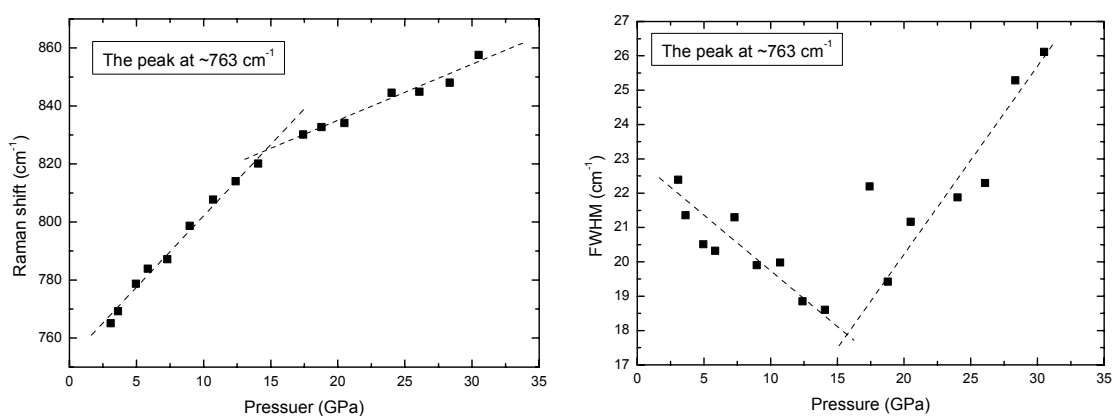 The peak at ~763 cm⁻¹
Raman shift (cm⁻¹)
860
840
820
800
780
760
0 5 10 15 20 25 30 35
Pressuer (GPa)
The peak at ~763 cm⁻¹
FWHM (cm⁻¹)
27
26
25
24
23
22
21
20
19
18
17
0 5 10 15 20 25 30 35
Pressure (GPa)